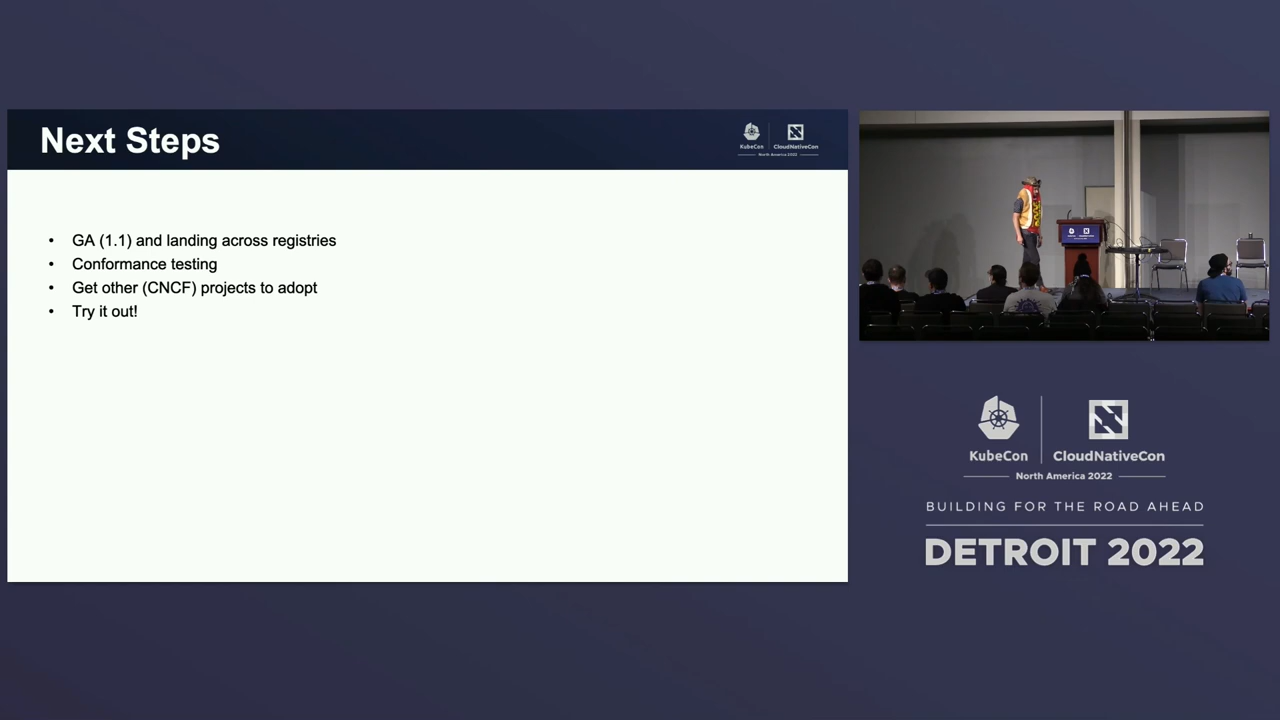 Next Steps
KubeCon
CloudNativeCon
North America 2022
• GA (1.1) and landing across registries
• Conformance testing
• Get other (CNCF) projects to adopt
• Try it out!
KubeCon
CloudNativeCon
North America 2022
BUILDING FOR THE ROAD AHEAD
DETROIT 2022